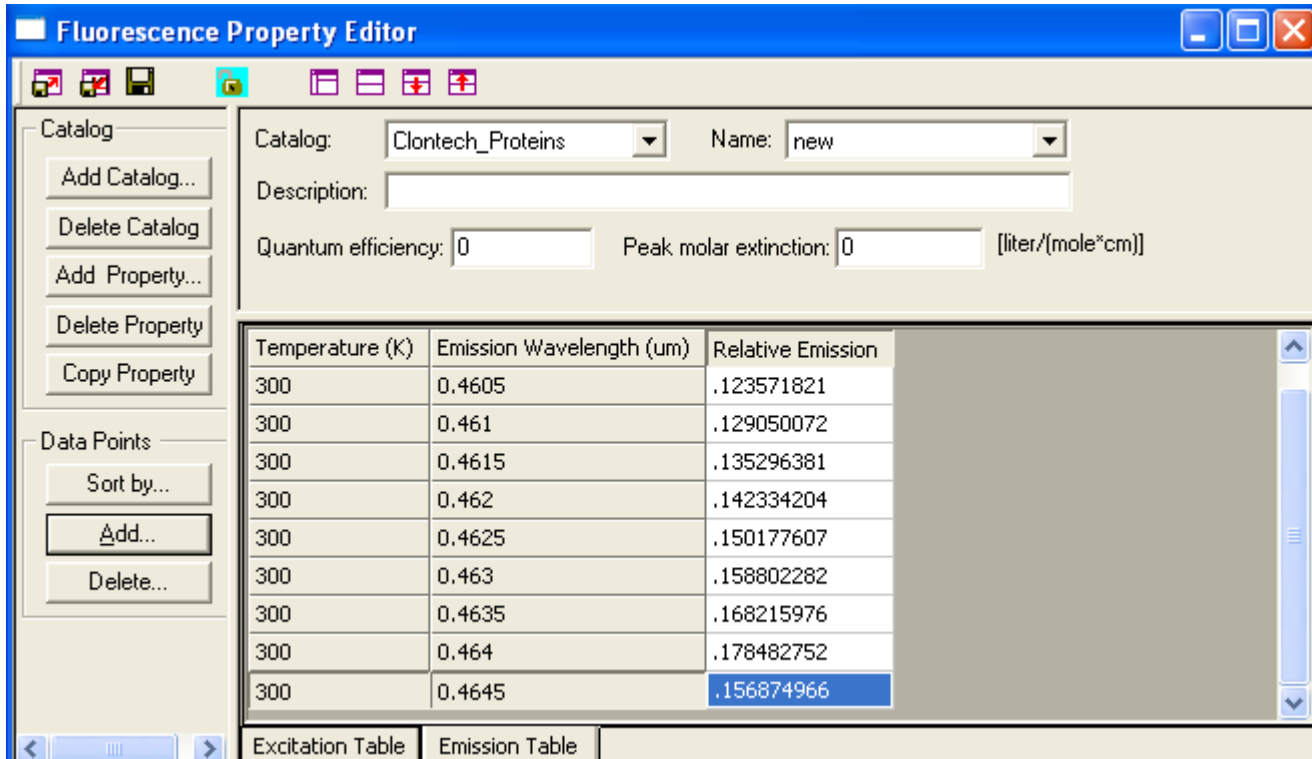 Fluorescence Property Editor
Catalog
Add Catalog...
Delete Catalog
Add Property...
Delete Property
Copy Property
Data Points
Sort by...
Add...
Delete...
Catalog: Clontech_Proteins Name: new
Description:
Quantum efficiency: 0 Peak molar extinction: 0 [liter/(mole*cm)]
Temperature (K) Emission Wavelength (um) Relative Emission
300 0.4605 .123571821
300 0.461 .129050072
300 0.4615 .135296381
300 0.462 .142334204
300 0.4625 .150177607
300 0.463 .158802282
300 0.4635 .168215976
300 0.464 .178482752
300 0.4645 .156874966
Excitation Table Emission Table